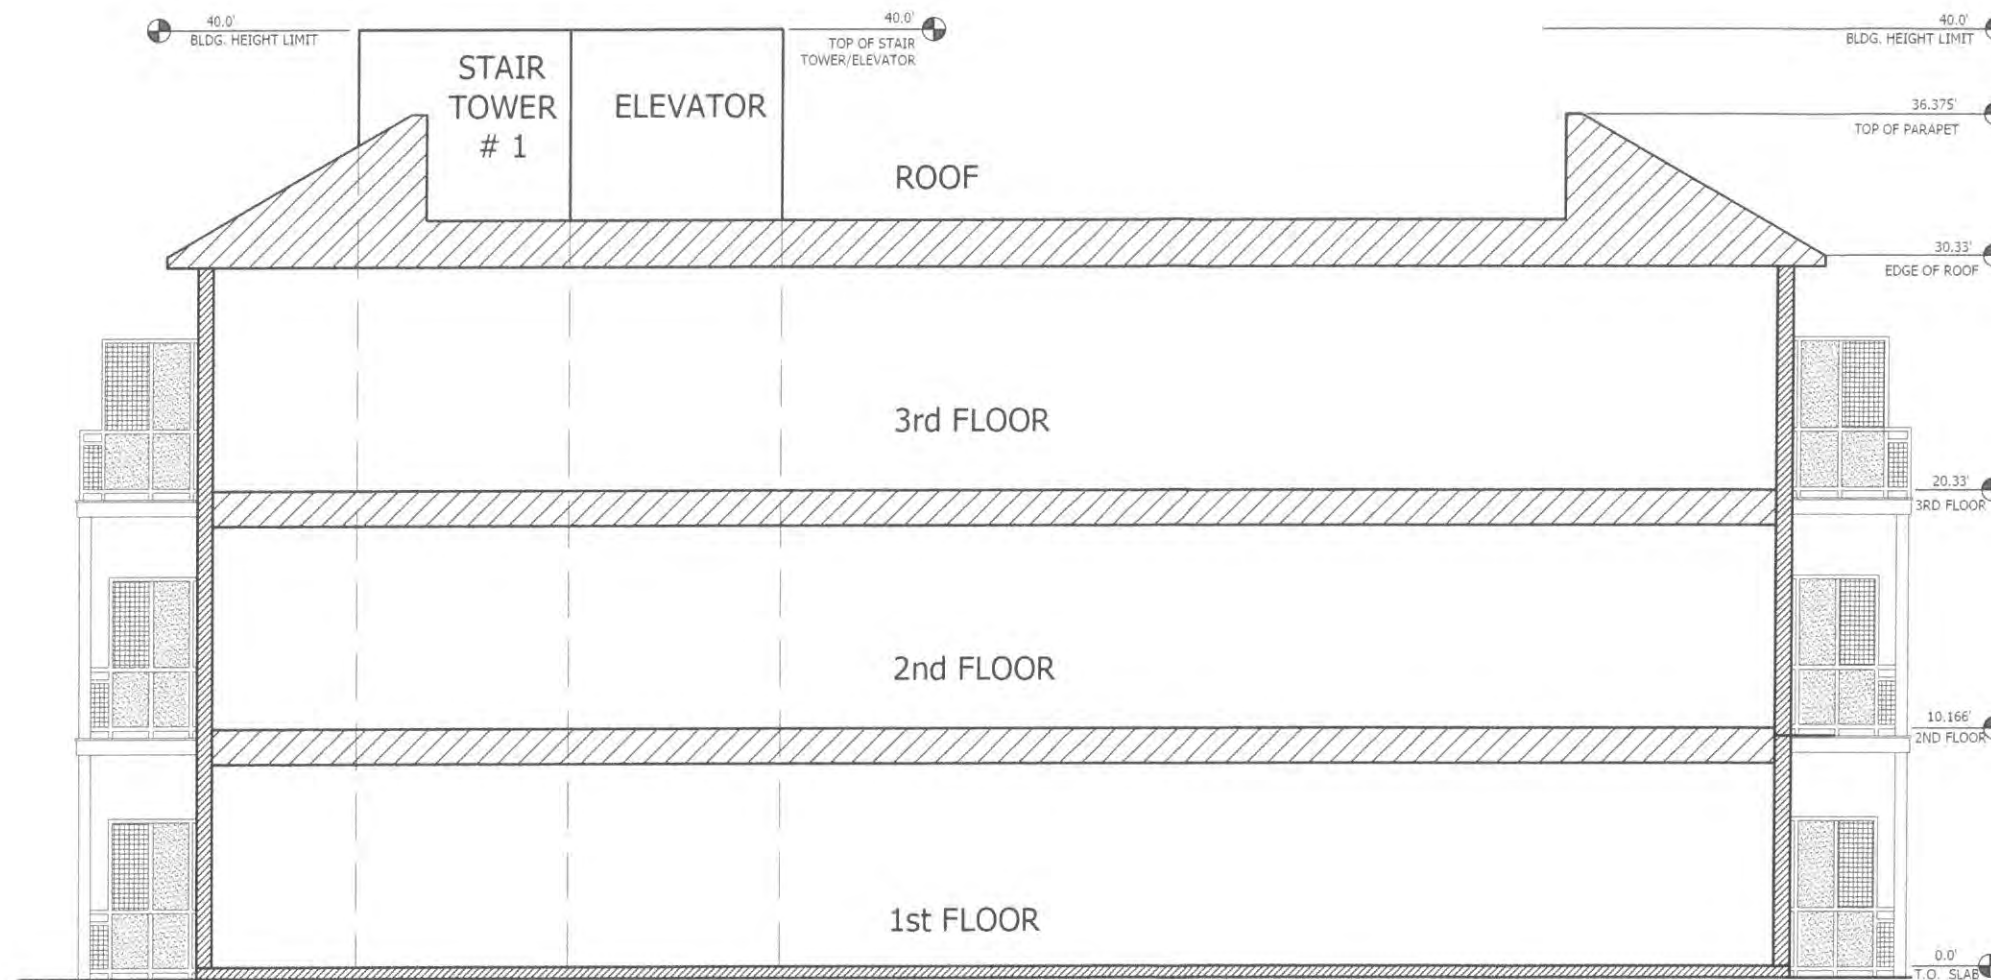 40.0'
BLDG. HEIGHT LIMIT
40.0'
TOP OF STAIR
TOWER/ELEVATOR
40.0'
BLDG. HEIGHT LIMIT
STAIR
TOWER
# 1
ELEVATOR
36.375'
TOP OF PARAPET
ROOF
30.33'
EDGE OF ROOF
3rd FLOOR
20.33'
3RD FLOOR
2nd FLOOR
10.166'
2ND FLOOR
1st FLOOR
0.0'
T.O. SLAB